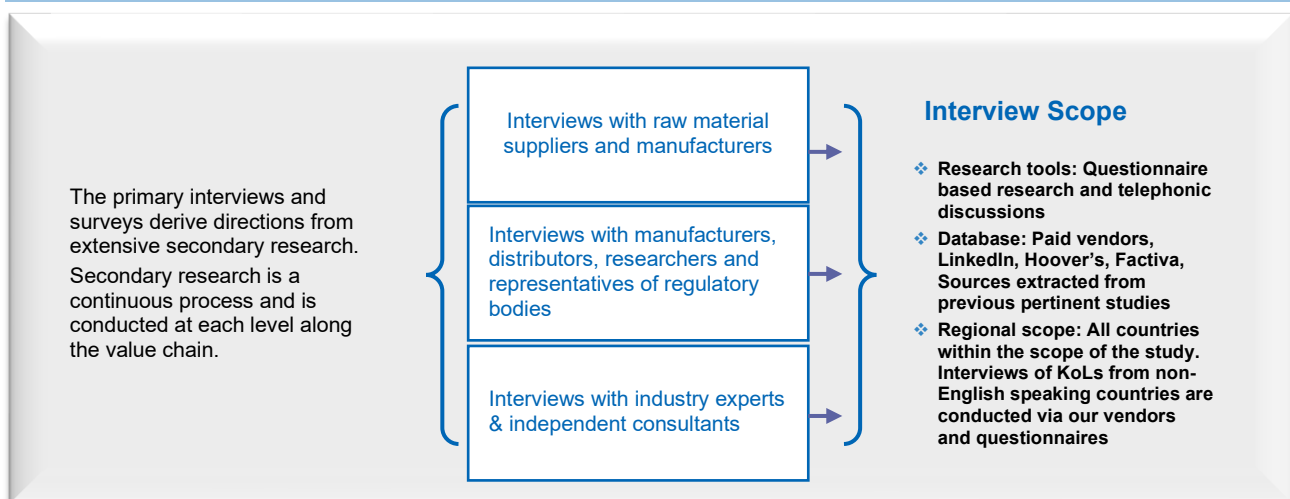 The primary interviews and
surveys derive directions from
extensive secondary research.
Secondary research is a
continuous process and is
conducted at each level along
the value chain.
Interviews with raw material
suppliers and manufacturers
Interviews with manufacturers,
distributors, researchers and
representatives of regulatory
bodies
Interviews with industry experts
& independent consultants
Interview Scope
❖ Research tools: Questionnaire
based research and telephonic
discussions
❖ Database: Paid vendors,
LinkedIn, Hoover’s, Factiva,
Sources extracted from
previous pertinent studies
❖ Regional scope: All countries
within the scope of the study.
Interviews of KoLs from non-
English speaking countries are
conducted via our vendors
and questionnaires